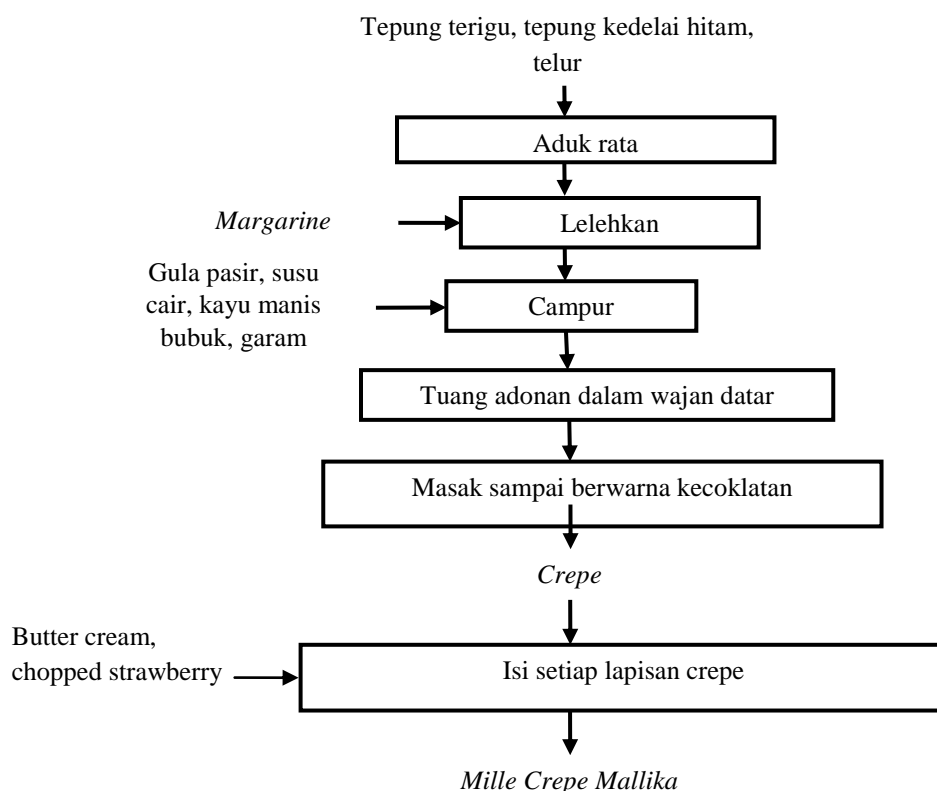 Tepung terigu, tepung kedelai hitam,
telur
Aduk rata
Margarine
Lelehkan
Gula pasir, susu
cair, kayu manis
bubuk, garam
Campur
Tuang adonan dalam wajan datar
Masak sampai berwarna kecoklatan
Crepe
Butter cream,
chopped strawberry
Isi setiap lapisan crepe
Mille Crepe Mallika